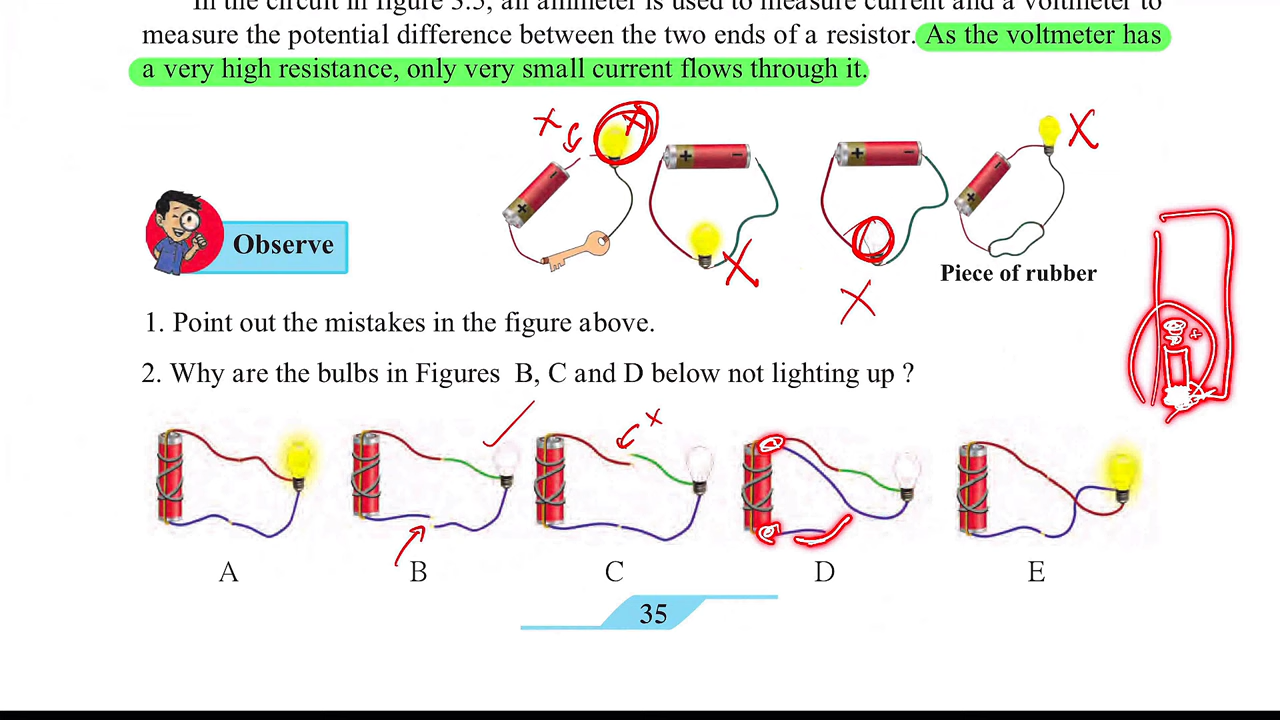 In the circuit in figure 3.5, an ammeter is used to measure current and a voltmeter to
measure the potential difference between the two ends of a resistor. As the voltmeter has
a very high resistance, only very small current flows through it.
Observe
Piece of rubber
1. Point out the mistakes in the figure above.
2. Why are the bulbs in Figures B, C and D below not lighting up ?
A B C D E
35